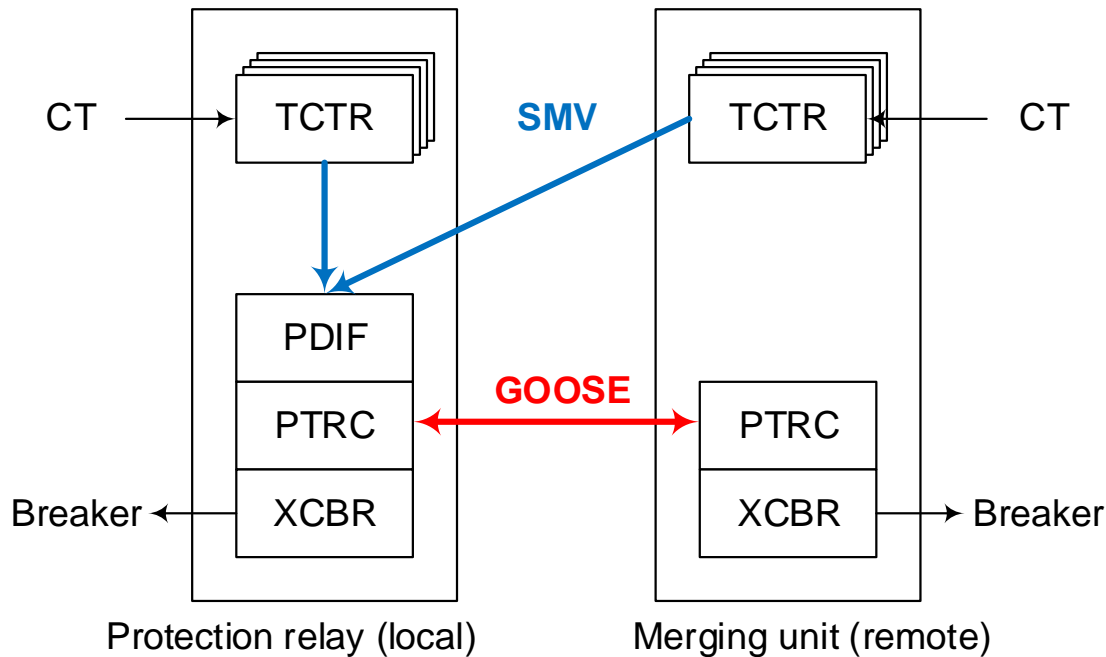 CT
TCTR
SMV
TCTR
CT
PDIF
GOOSE
PTRC
PTRC
Breaker
XCBR
XCBR
Breaker
Protection relay (local)
Merging unit (remote)